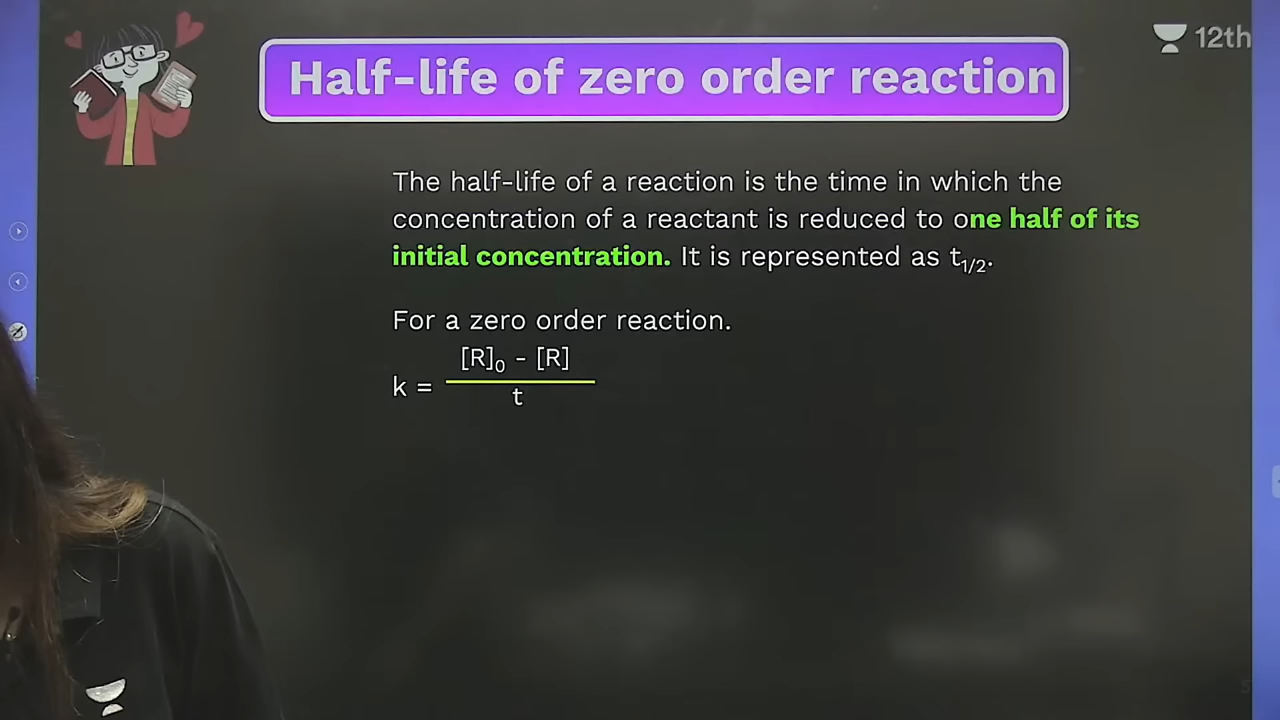 Half-life of zero order reaction
12th
The half-life of a reaction is the time in which the
concentration of a reactant is reduced to one half of its
initial concentration. It is represented as t₁/₂.
For a zero order reaction.
[R]₀ - [R]
k =
t